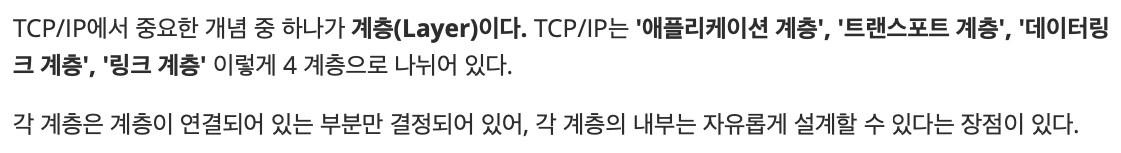 TCP/IP에서 중요한 개념 중 하나가 계층(Layer)이다. TCP/IP는 '애플리케이션 계층', '트랜스포트 계층', '데이터링
크 계층', '링크 계층' 이렇게 4 계층으로 나뉘어 있다.
각 계층은 계층이 연결되어 있는 부분만 결정되어 있어, 각 계층의 내부는 자유롭게 설계할 수 있다는 장점이 있다.